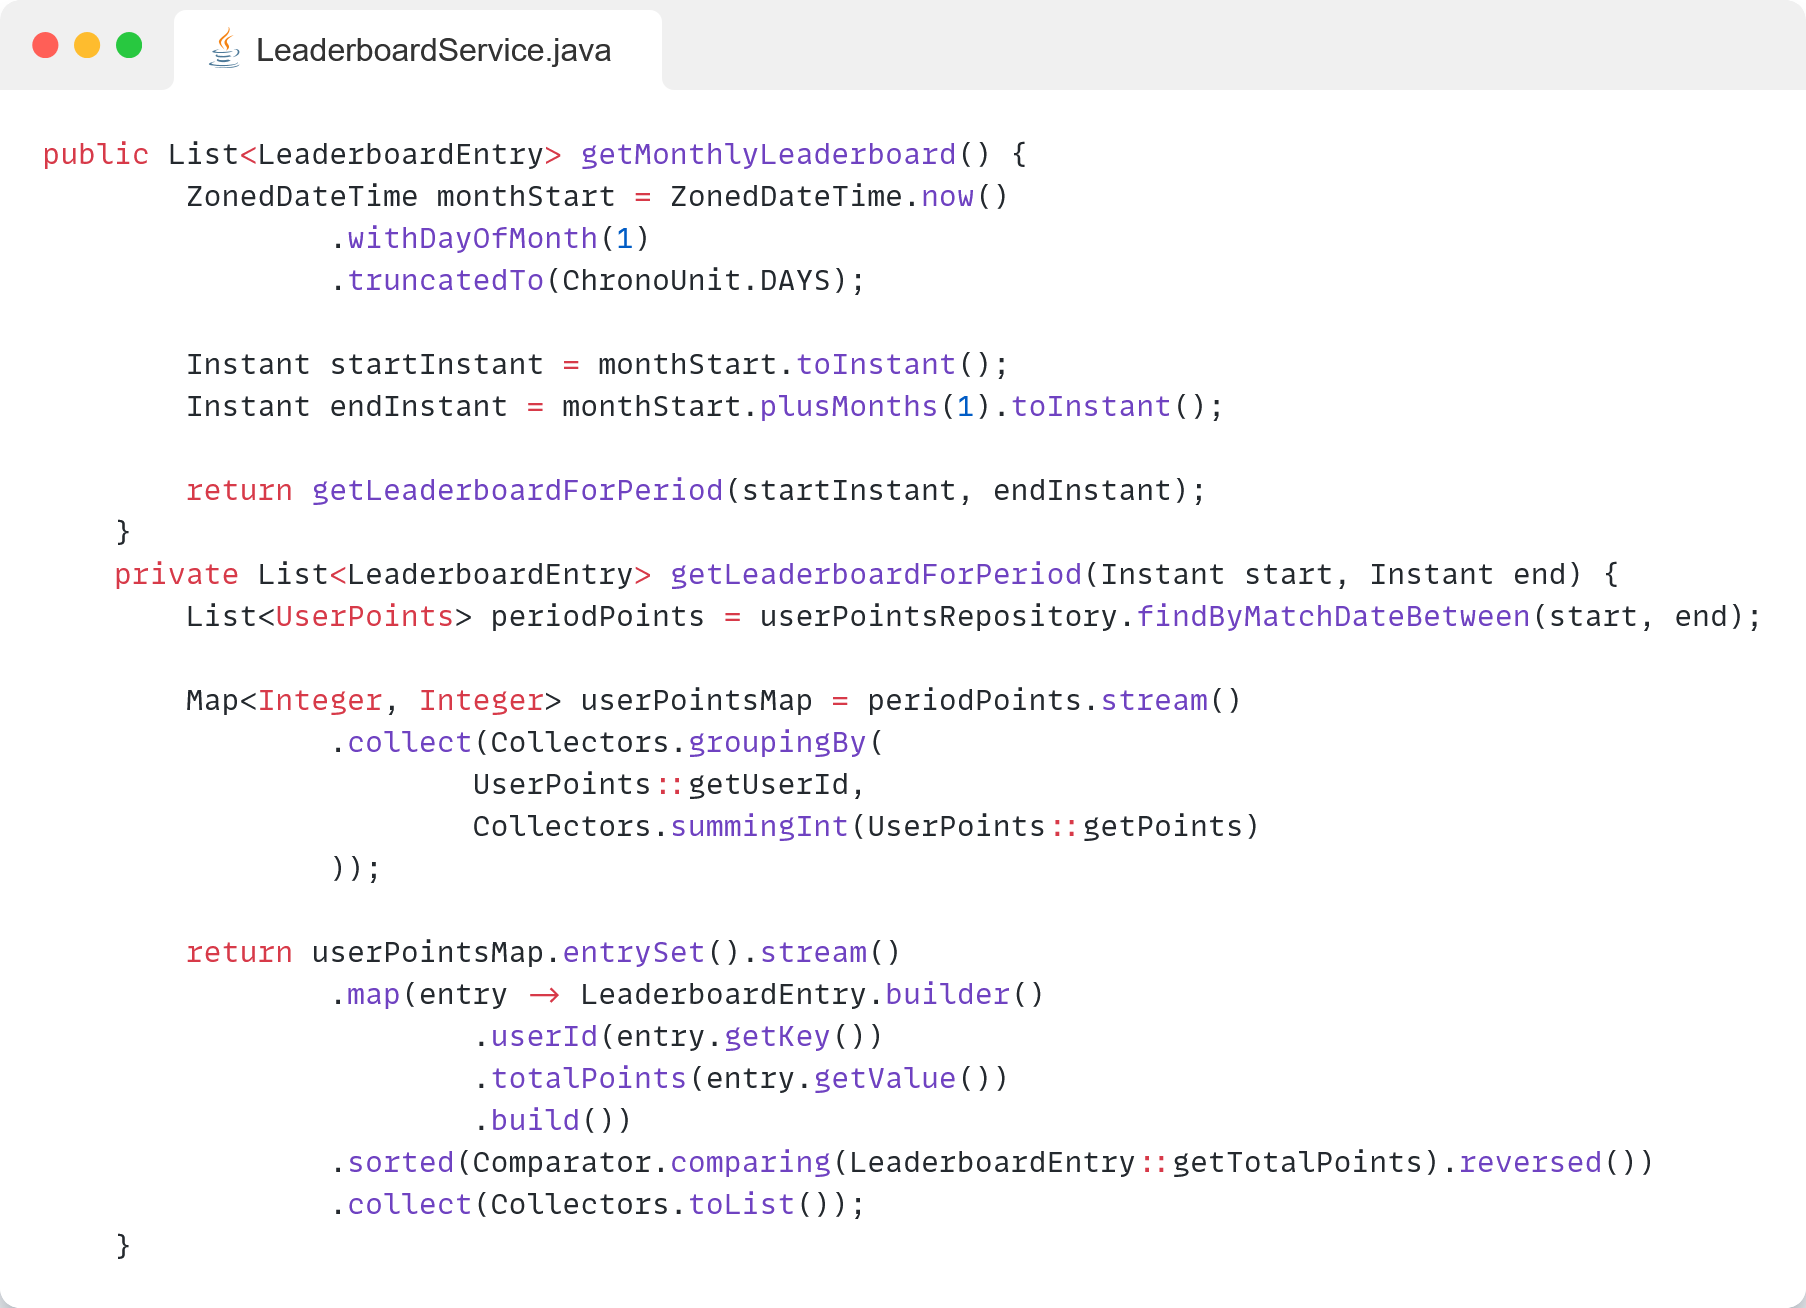 LeaderboardService.java
public List<LeaderboardEntry> getMonthlyLeaderboard() {
        ZonedDateTime monthStart = ZonedDateTime.now()
                .withDayOfMonth(1)
                .truncatedTo(ChronoUnit.DAYS);

        Instant startInstant = monthStart.toInstant();
        Instant endInstant = monthStart.plusMonths(1).toInstant();

        return getLeaderboardForPeriod(startInstant, endInstant);
    }
    private List<LeaderboardEntry> getLeaderboardForPeriod(Instant start, Instant end) {
        List<UserPoints> periodPoints = userPointsRepository.findByMatchDateBetween(start, end);

        Map<Integer, Integer> userPointsMap = periodPoints.stream()
                .collect(Collectors.groupingBy(
                        UserPoints::getUserId,
                        Collectors.summingInt(UserPoints::getPoints)
                ));

        return userPointsMap.entrySet().stream()
                .map(entry -> LeaderboardEntry.builder()
                        .userId(entry.getKey())
                        .totalPoints(entry.getValue())
                        .build())
                .sorted(Comparator.comparing(LeaderboardEntry::getTotalPoints).reversed())
                .collect(Collectors.toList());
    }